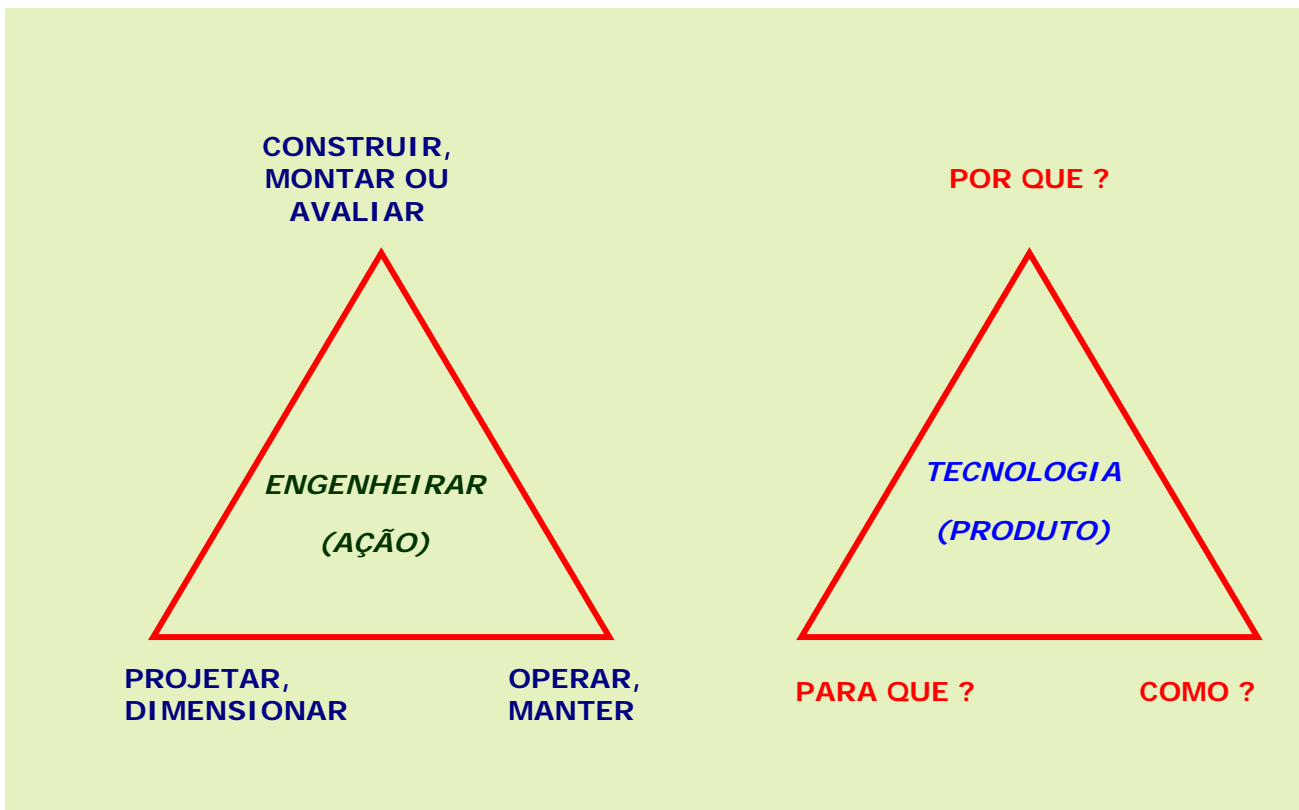 CONSTRUIR,
MONTAR OU
AVALIAR
ENGENHEIRAR
(AÇÃO)
PROJETAR,
DIMENSIONAR
OPERAR,
MANTER
POR QUE ?
TECNOLOGIA
(PRODUTO)
PARA QUE ?
COMO ?